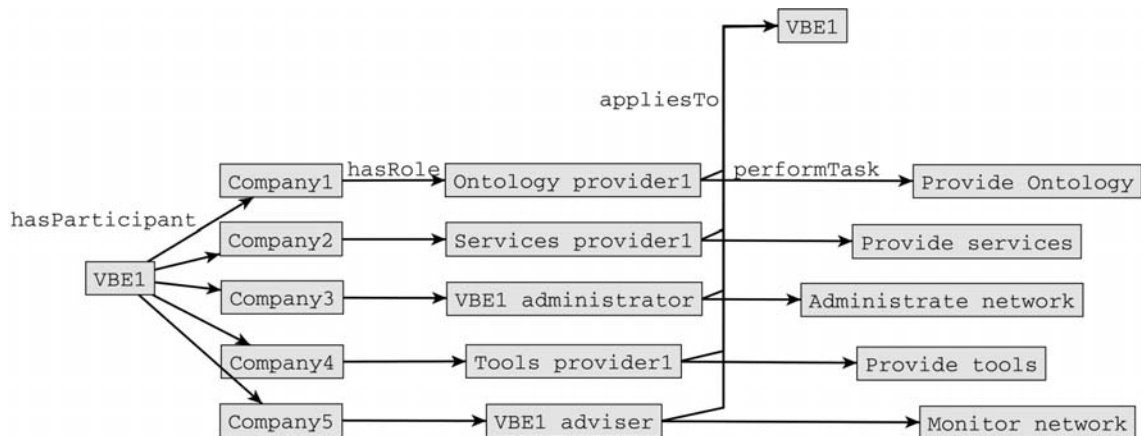 VBE1
appliesTo
Company1
hasRole
Ontology provider1
performTask
Provide Ontology
hasParticipant
Company2
Services provider1
Provide services
VBE1
Company3
VBE1 administrator
Administrate network
Company4
Tools provider1
Provide tools
Company5
VBE1 adviser
Monitor network